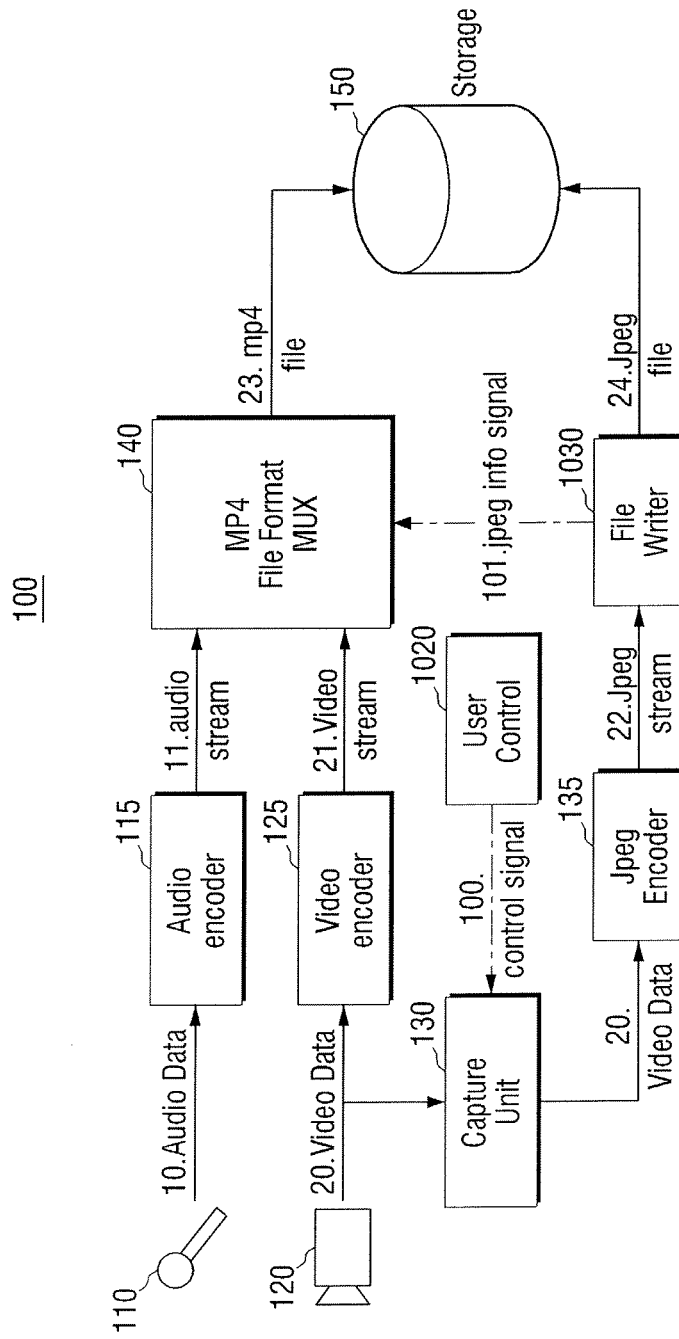 100
110
10.Audio Data
115
Audio
encoder
11.audio
stream
140
MP4
File Format
MUX
23. mp4
file
150
Storage
120
20.Video Data
125
Video
encoder
21.Video
stream
130
Capture
Unit
100.
control signal
1020
User
Control
101.jpeg info signal
20.
Video Data
135
Jpeg
Encoder
22.Jpeg
stream
1030
File
Writer
24.Jpeg
file